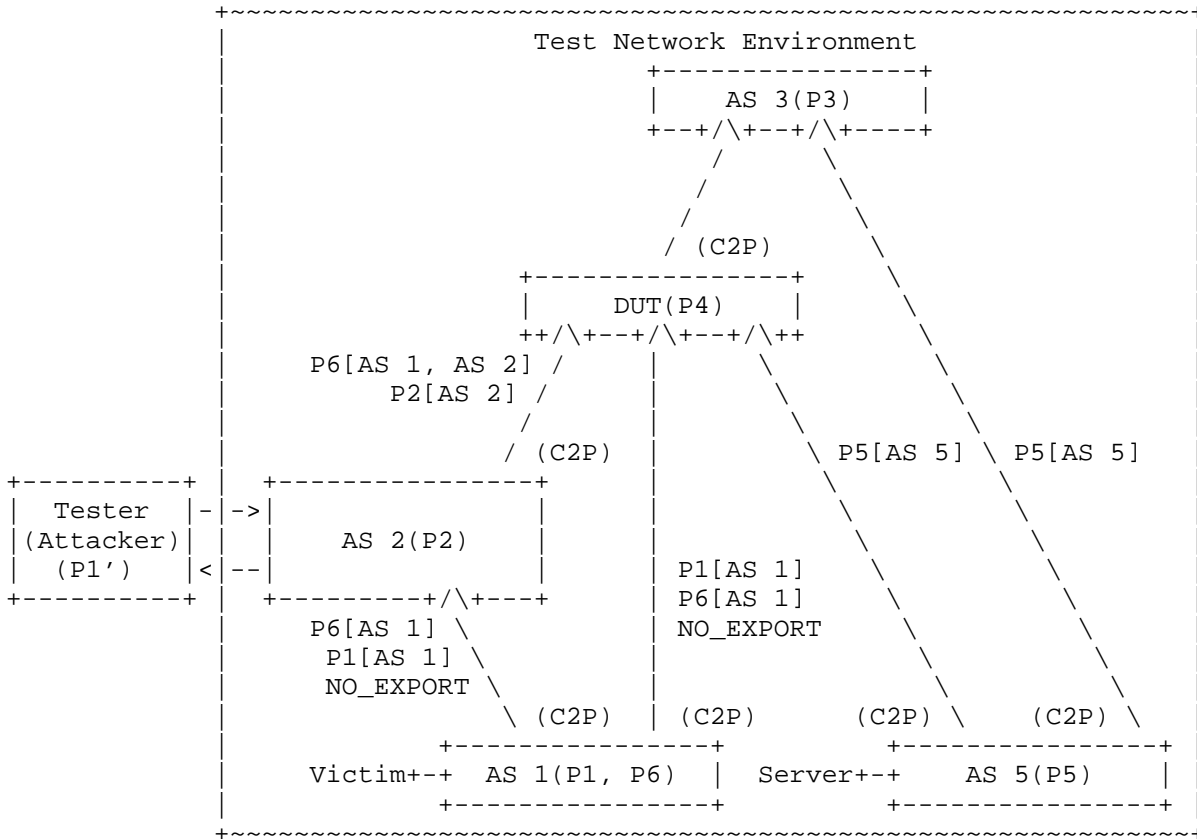 Test Network Environment
AS 3(P3)
(C2P)
DUT(P4)
P6[AS 1, AS 2]
P2[AS 2]
(C2P) P5[AS 5] P5[AS 5]
Tester
(Attacker) AS 2(P2)
(P1') P1[AS 1]
P6[AS 1]
P6[AS 1] NO_EXPORT
P1[AS 1]
NO_EXPORT
(C2P) (C2P) (C2P) (C2P)
Victim AS 1(P1, P6) Server AS 5(P5)